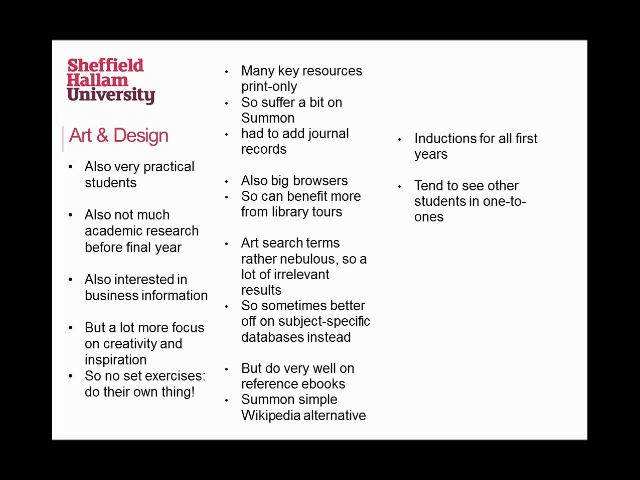 Sheffield
Hallam
University
Art & Design
• Also very practical
students
• Also not much
academic research
before final year
• Also interested in
business information
• But a lot more focus
on creativity and
inspiration
• So no set exercises:
do their own thing!
• Many key resources
print-only
• So suffer a bit on
Summon
• had to add journal
records
• Also big browsers
• So can benefit more
from library tours
• Art search terms
rather nebulous, so a
lot of irrelevant
results
• So sometimes better
off on subject-specific
databases instead
• But do very well on
reference ebooks
• Summon simple
Wikipedia alternative
• Inductions for all first
years
• Tend to see other
students in one-to-
ones